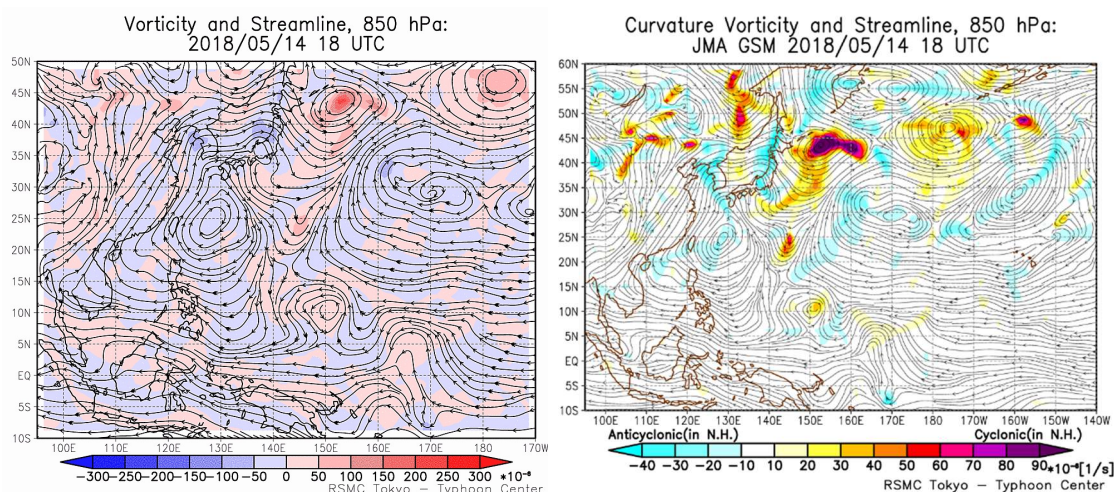 Vorticity and Streamline, 850 hPa:
2018/05/14 18 UTC
50N
45N
40N
35N
30N
25N
20N
15N
10N
5N
EQ
5S
10S
100E 110E 120E 130E 140E 150E 160E 170E 180 170W
−300−250−200−150−100 −50 0 50 100 150 200 250 300 *10⁻⁶
RSMC Tokyo − Typhoon Center
Curvature Vorticity and Streamline, 850 hPa:
JMA GSM 2018/05/14 18 UTC
60N
55N
50N
45N
40N
35N
30N
25N
20N
15N
10N
5N
EQ
5S
10S
100E 110E 120E 130E 140E 150E 160E 170E 180 170W 160W 150W 140W
Anticyclonic(in N.H.) Cyclonic(in N.H.)
−40 −30 −20 −10 10 20 30 40 50 60 70 80 90*10⁻⁶[1/s]
RSMC Tokyo − Typhoon Center